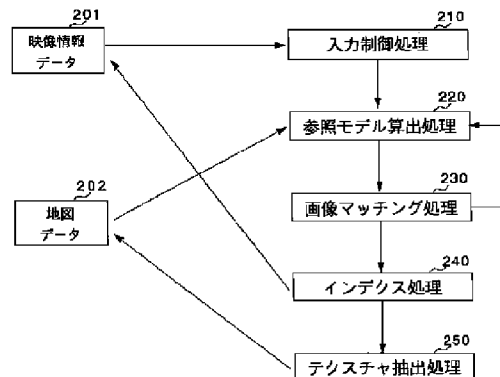 201
映像情報
データ
210
入力制御処理
220
参照モデル算出処理
202
地図
データ
230
画像マッチング処理
240
インデクス処理
250
テクスチャ抽出処理